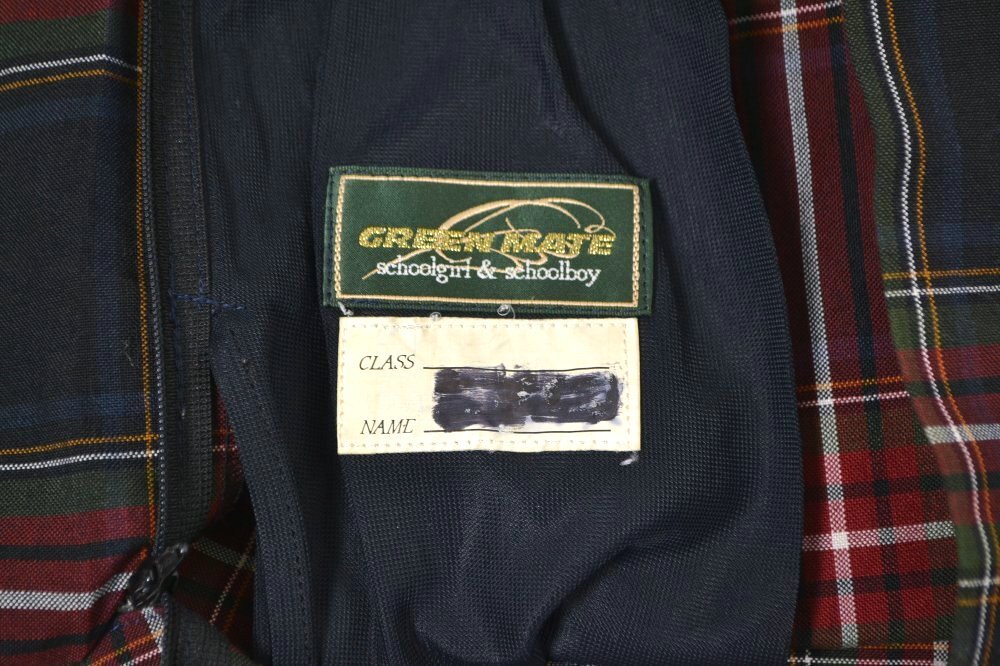 GREEN MATE
schoolgirl & schoolboy
CLASS
NAME